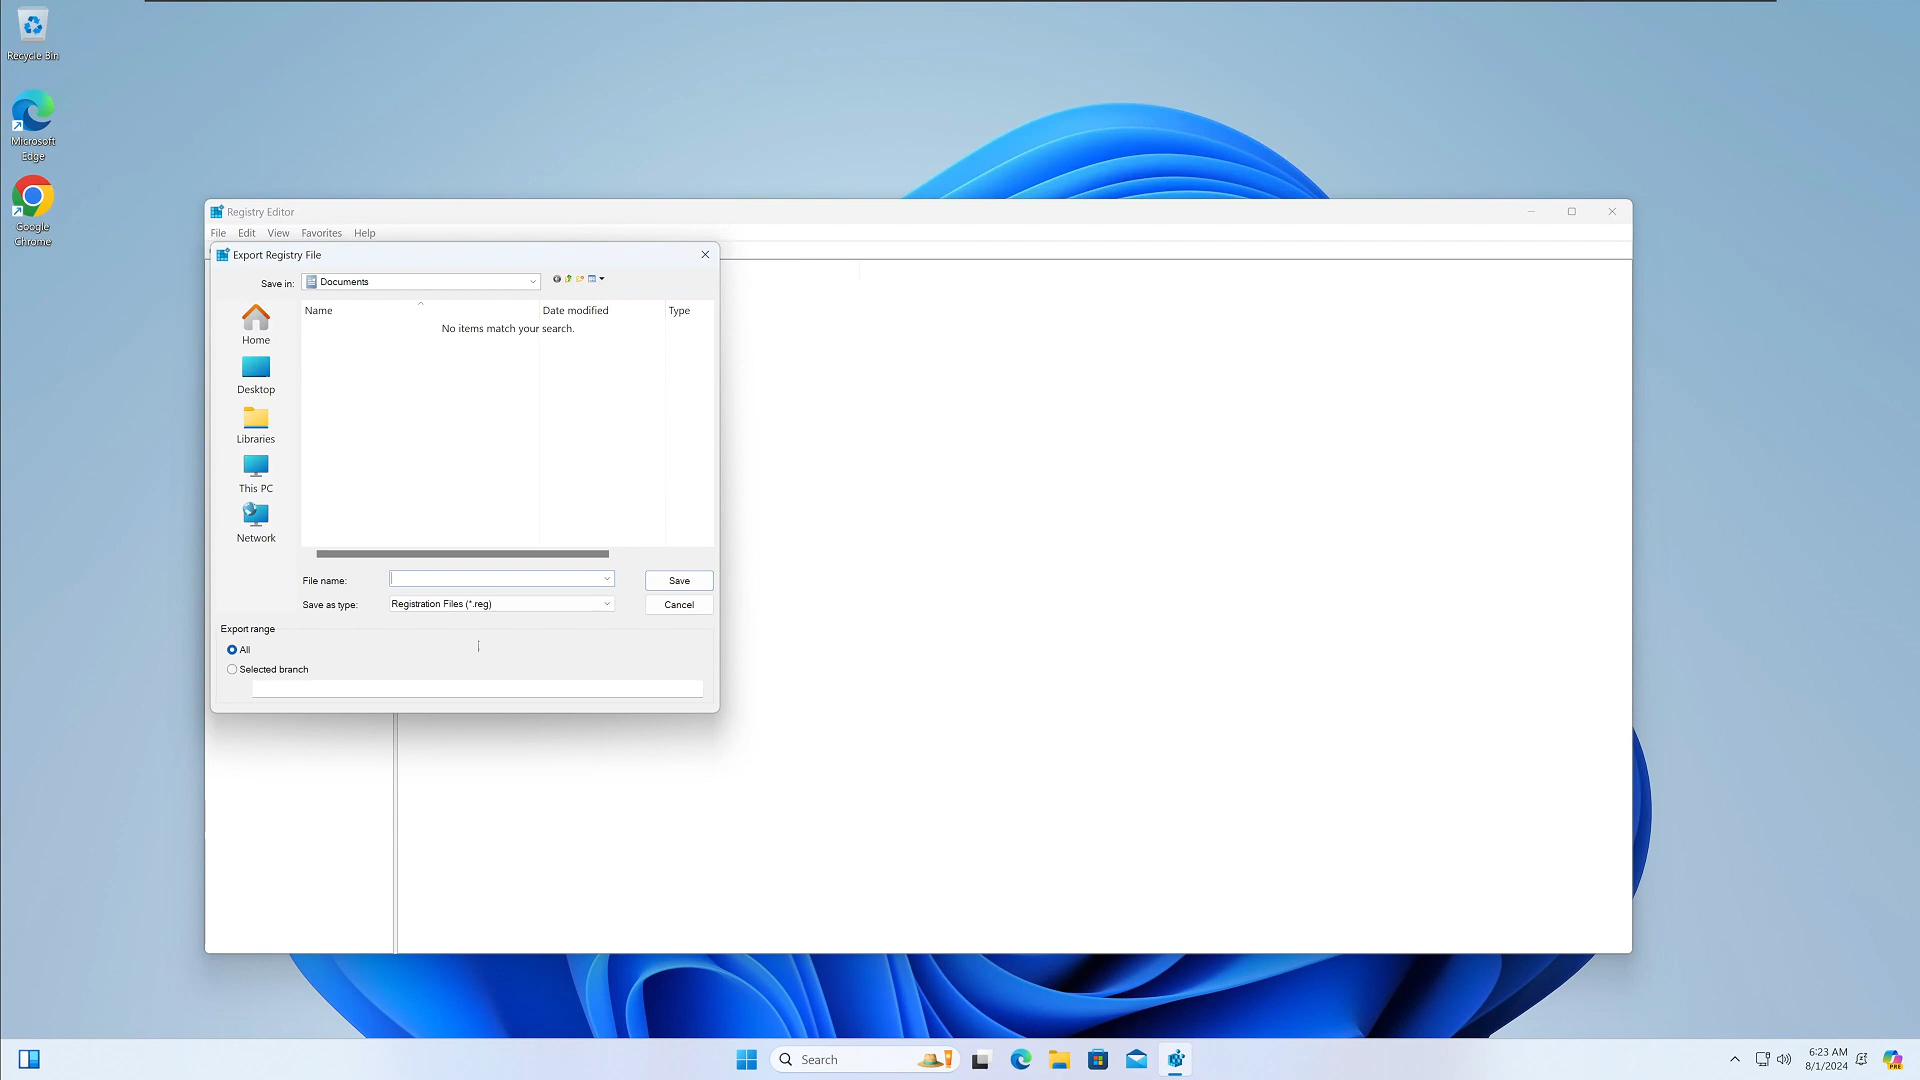 Recycle Bin
Microsoft
Edge
Google
Chrome
Registry Editor
File Edit View Favorites Help
Export Registry File
Save in: Documents
Name Date modified Type
No items match your search.
Home
Desktop
Libraries
This PC
Network
File name: Save
Save as type: Registration Files (*.reg) Cancel
Export range
All
Selected branch
Search
6:23 AM
8/1/2024
PRE